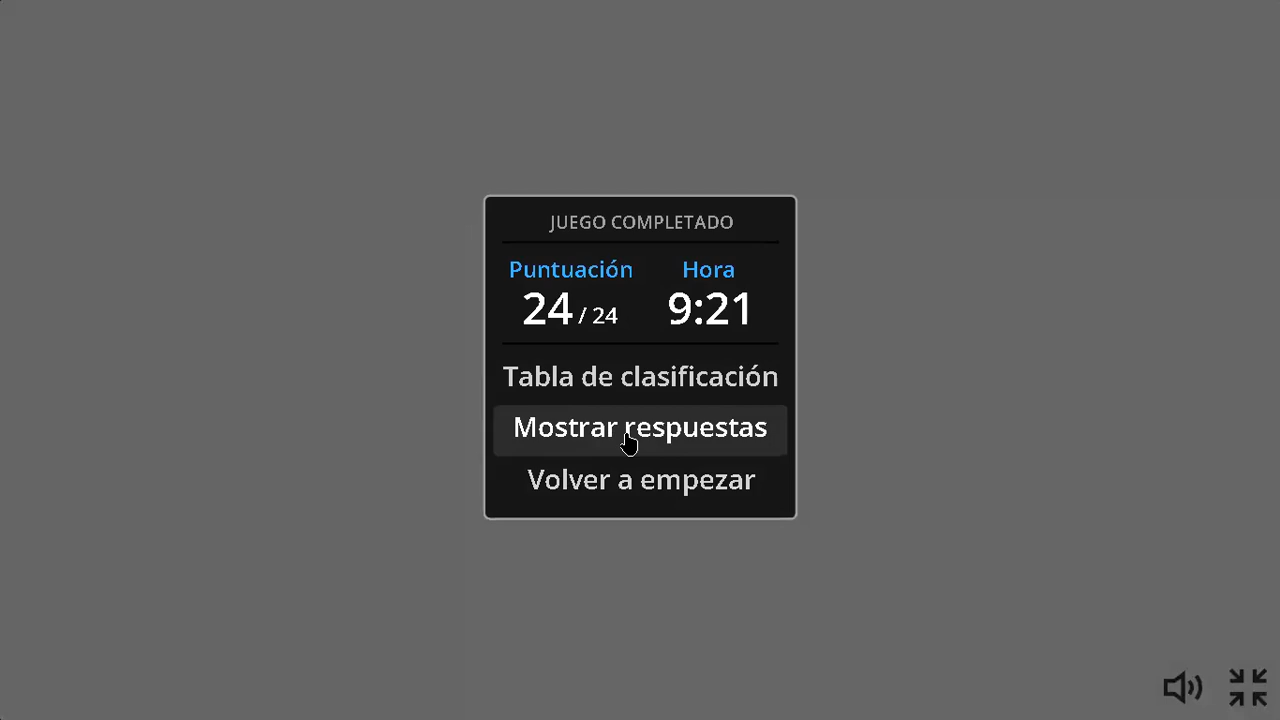 JUEGO COMPLETADO
Puntuación Hora
24 / 24 9:21
Tabla de clasificación
Mostrar respuestas
Volver a empezar